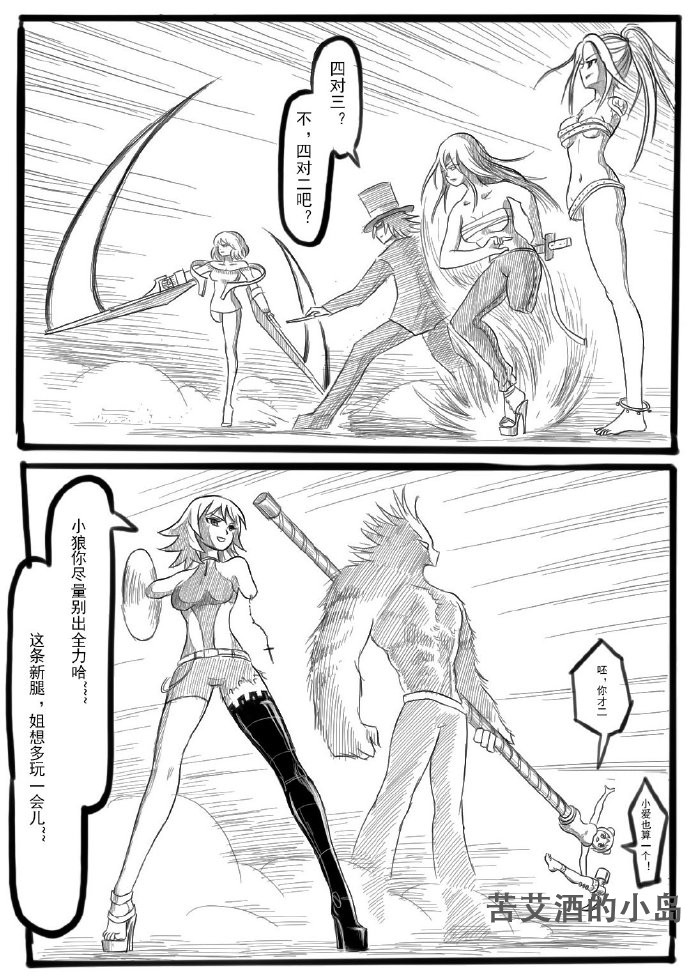 四对三？
不，四对二吧？
小狼你尽量别出全力哈~~~
这条新腿，姐想多玩一会儿~~
呸，你才二
小爱也算一个！
苦艾酒的小岛